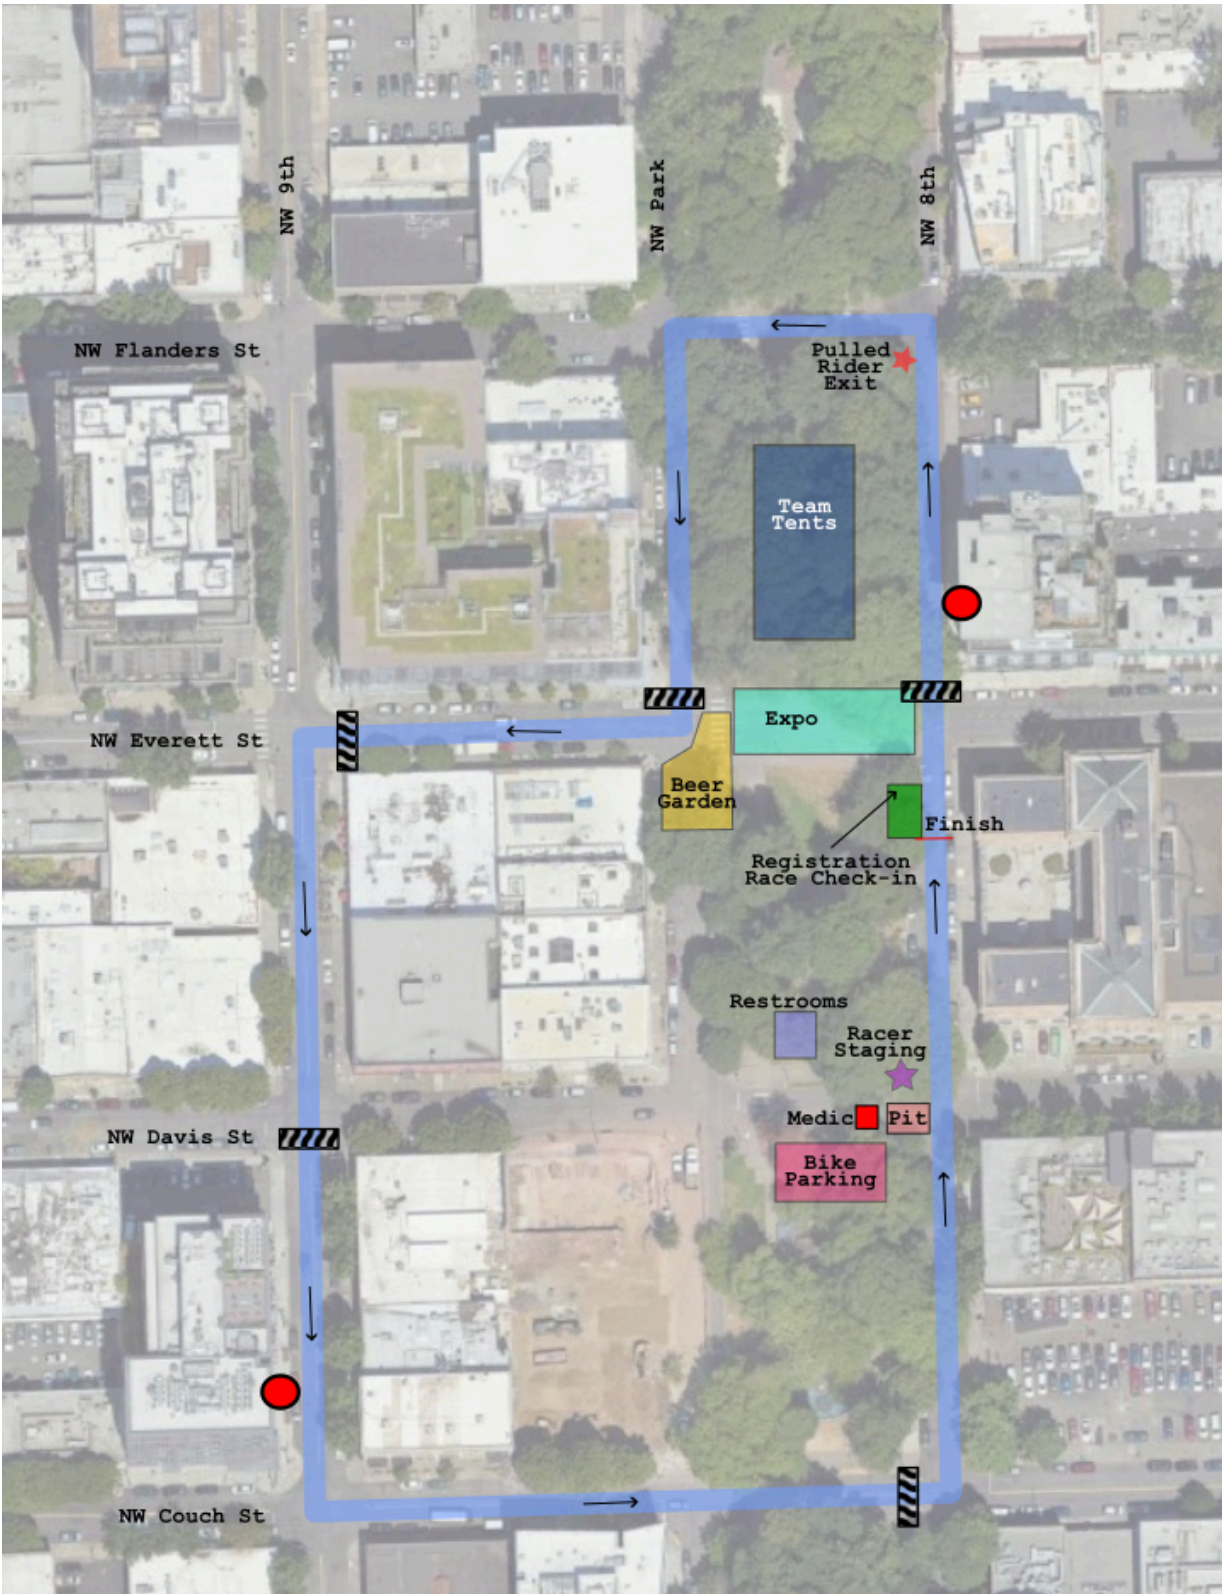 NW 9th
NW Park
NW 8th
NW Flanders St
Pulled
Rider
Exit
Team
Tents
NW Everett St
Expo
Beer
Garden
Finish
Registration
Race Check-in
Restrooms
Racer
Staging
NW Davis St
Medic
Pit
Bike
Parking
NW Couch St